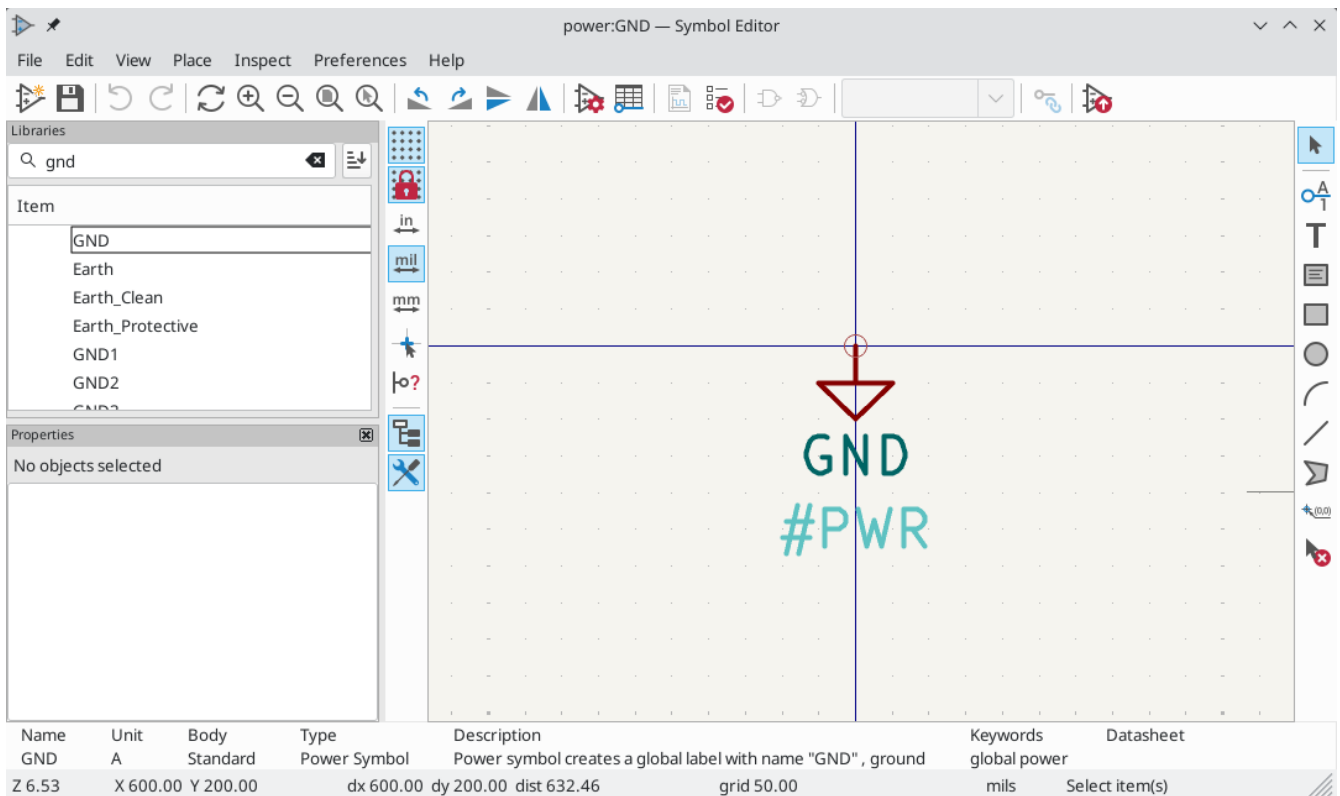 power:GND — Symbol Editor
File Edit View Place Inspect Preferences Help
Libraries
gnd
Item
GND
Earth
Earth_Clean
Earth_Protective
GND1
GND2
Properties
No objects selected
in
mil
mm
?
GND
#PWR
A
1
T
(0,0)
Name Unit Body Type Description Keywords Datasheet
GND A Standard Power Symbol Power symbol creates a global label with name "GND" , ground global power
Z 6.53 X 600.00 Y 200.00 dx 600.00 dy 200.00 dist 632.46 grid 50.00 mils Select item(s)